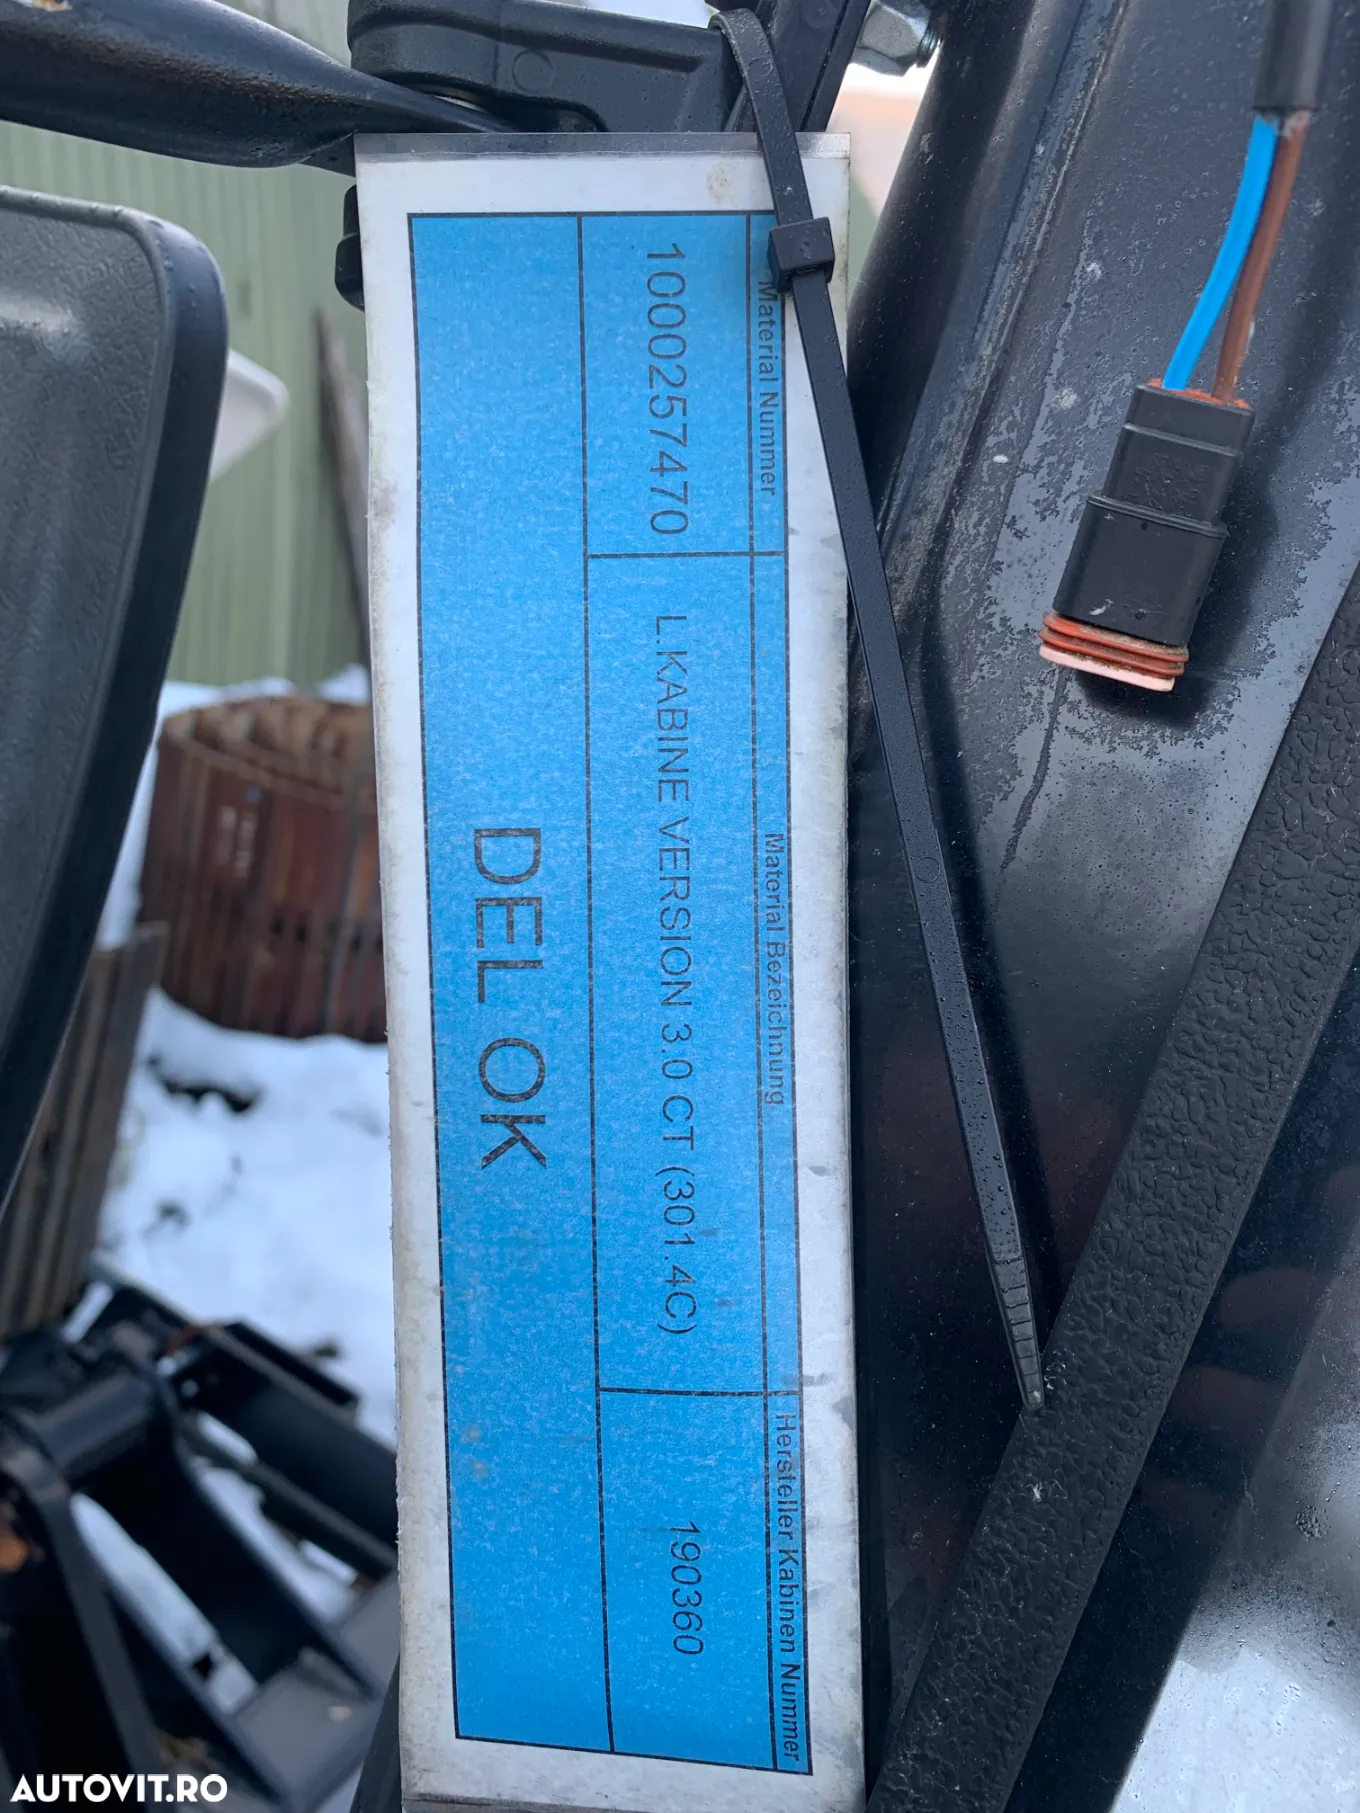 Material Nummer
Material Bezeichnung
Hersteller Kabinen Nummer
1000257470
L.KABINE VERSION 3.0 CT (301.4C)
190360
DEL OK
AUTOVIT.RO